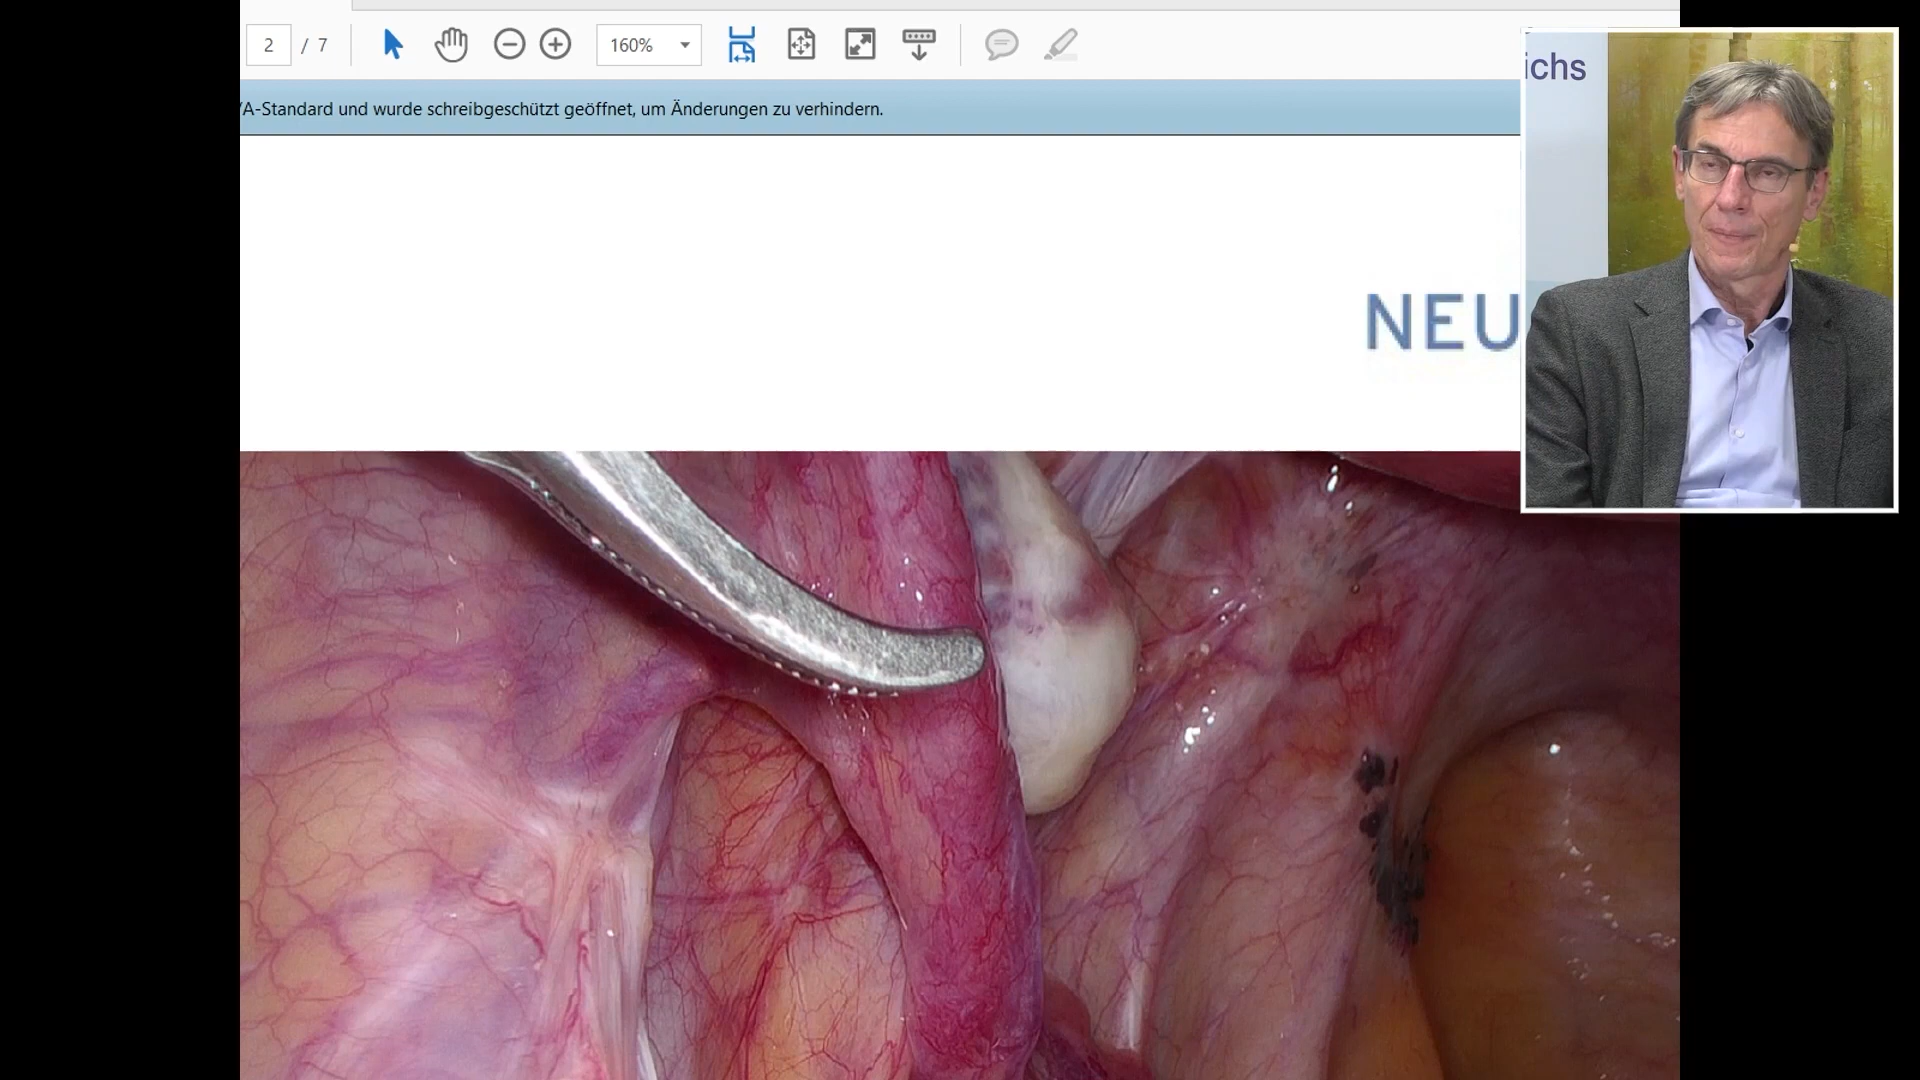 2 / 7 160%
/A-Standard und wurde schreibgeschützt geöffnet, um Änderungen zu verhindern.
ichs
NEU